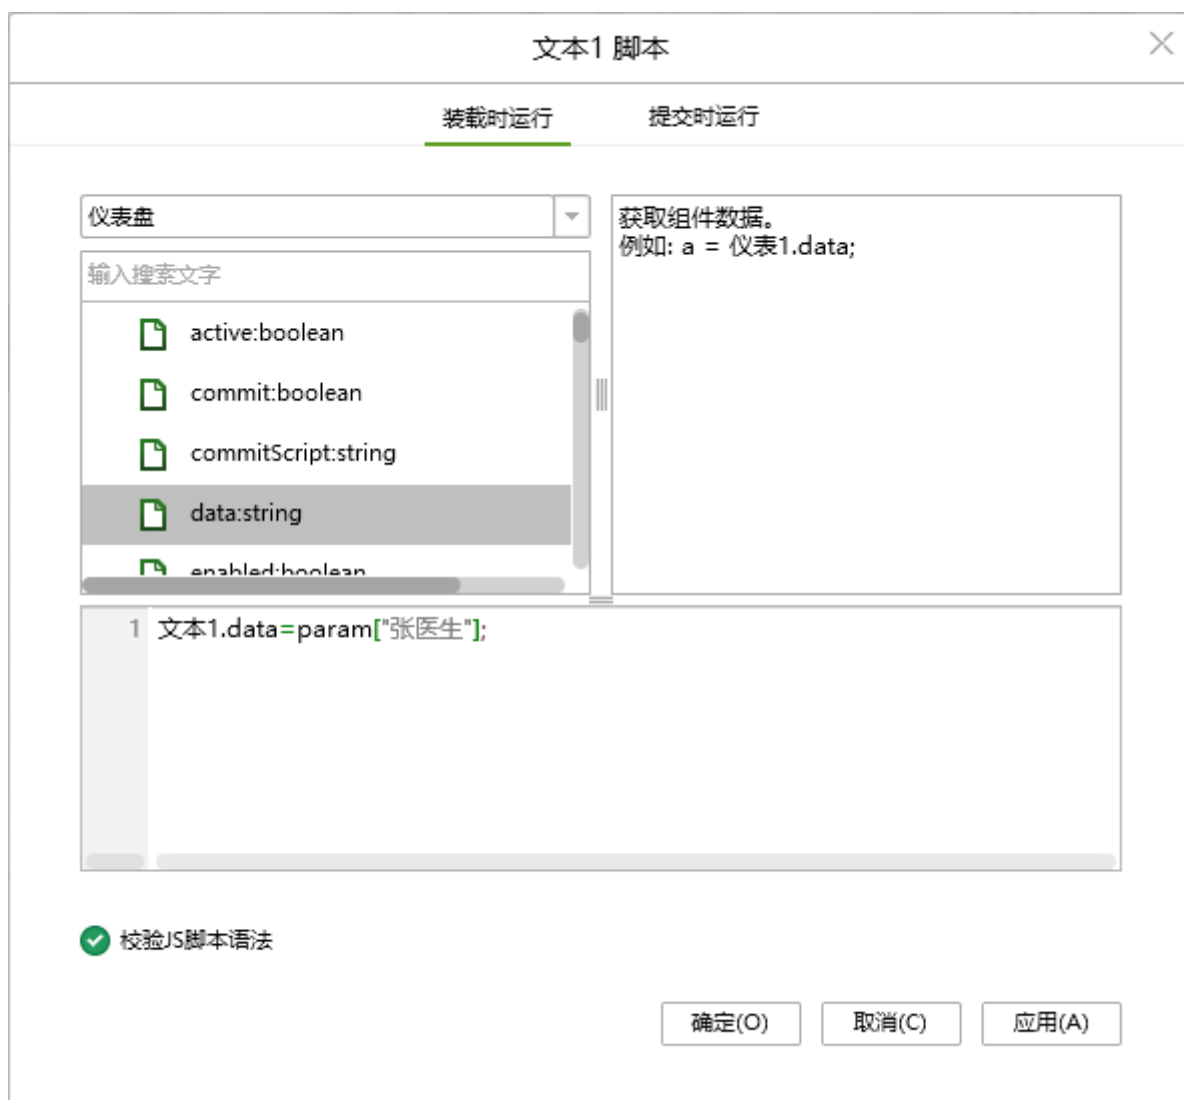 文本1 脚本
装载时运行
提交时运行
仪表盘
输入搜索文字
active:boolean
commit:boolean
commitScript:string
data:string
enabled:boolean
获取组件数据。
例如: a = 仪表1.data;
1 文本1.data=param["张医生"];
校验JS脚本语法
确定(O)
取消(C)
应用(A)